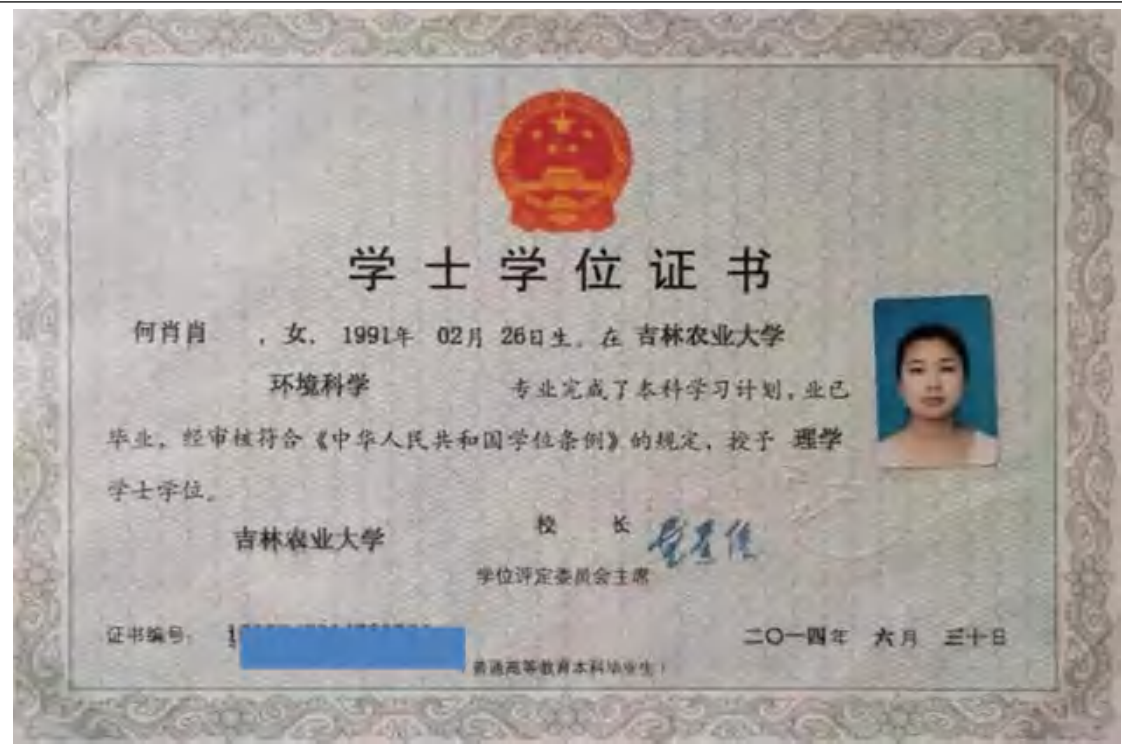 学士学位证书
何肖肖 ,女, 1991年 02月 26日生。在 吉林农业大学
环境科学 专业完成了本科学习计划,业已
毕业,经审核符合《中华人民共和国学位条例》的规定,授予 理学
学士学位。
吉林农业大学 校长
学位评定委员会主席
证书编号: 二〇一四年 六月 三十日
(普通高等教育本科毕业生)